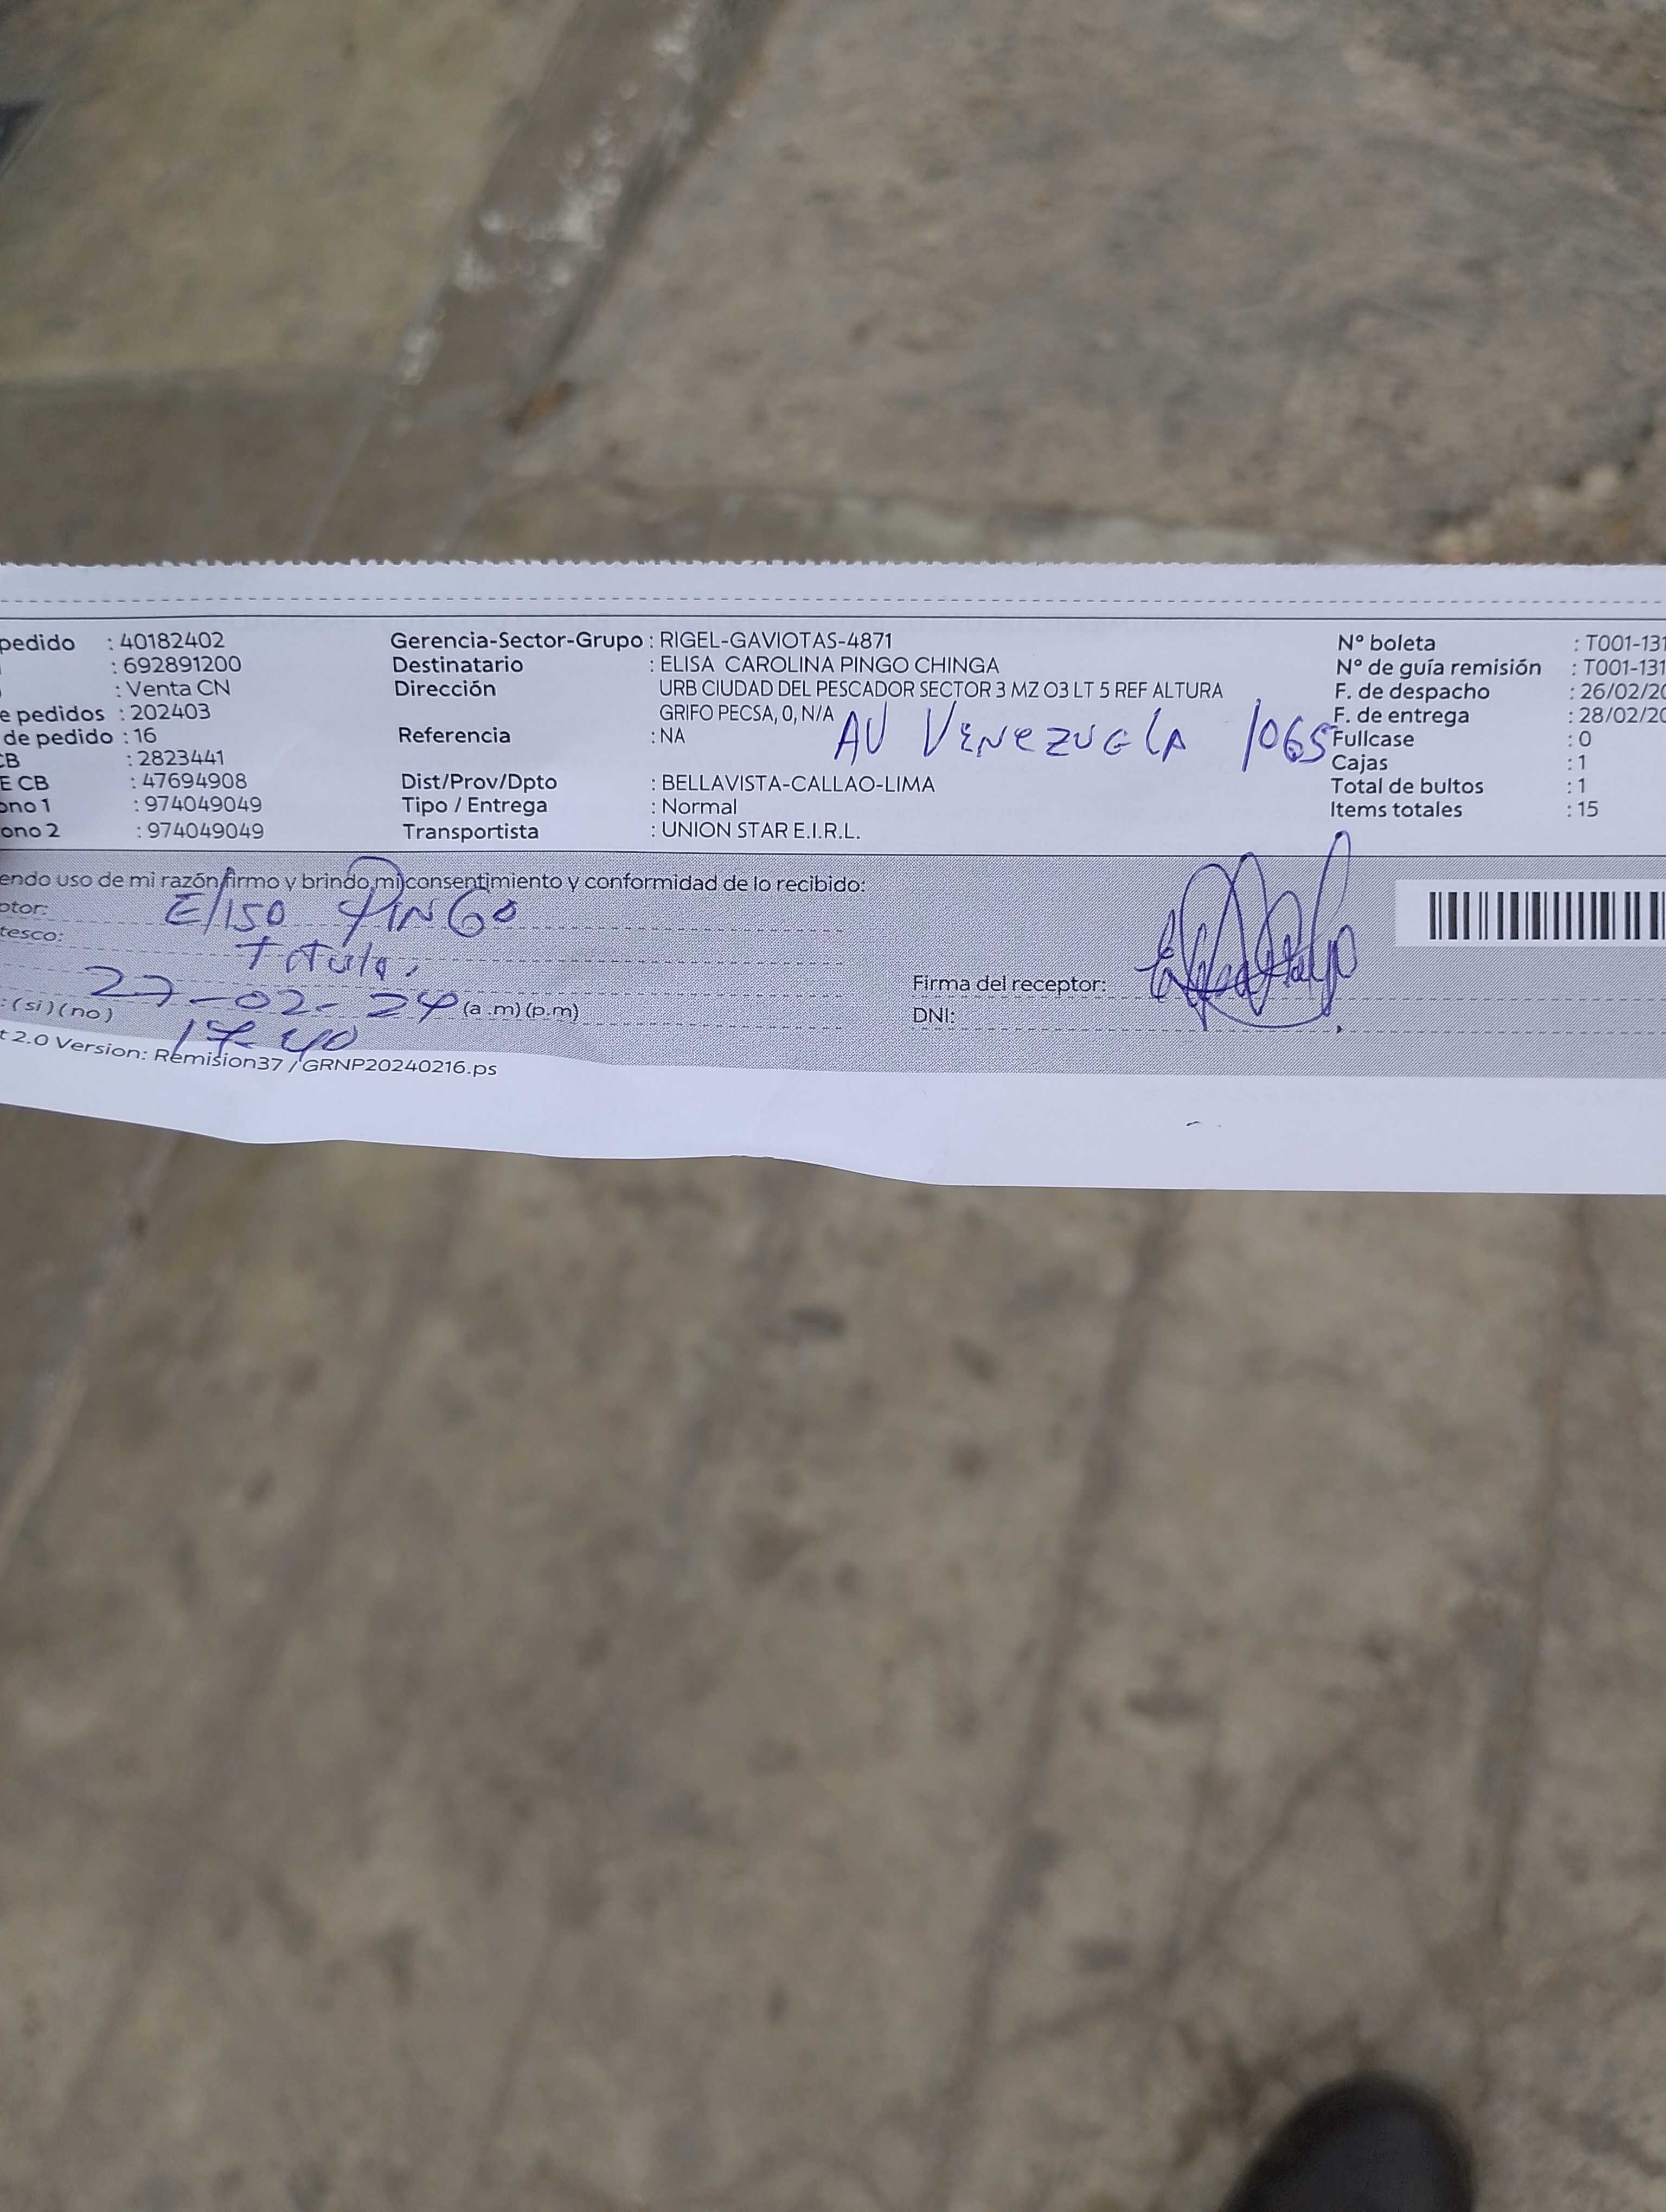 pedido : 40182402 Gerencia-Sector-Grupo : RIGEL-GAVIOTAS-4871 N° boleta : T001-131
: 692891200 Destinatario : ELISA CAROLINA PINGO CHINGA N° de guía remisión : T001-131
: Venta CN Dirección URB CIUDAD DEL PESCADOR SECTOR 3 MZ O3 LT 5 REF ALTURA F. de despacho : 26/02/20
e pedidos : 202403 GRIFO PECSA, 0, N/A F. de entrega : 28/02/20
de pedido : 16 Referencia : NA AV VENEZUELA 1065 Fullcase : 0
CB : 2823441 Cajas : 1
E CB : 47694908 Dist/Prov/Dpto : BELLAVISTA-CALLAO-LIMA Total de bultos : 1
ono 1 : 974049049 Tipo / Entrega : Normal Items totales : 15
ono 2 : 974049049 Transportista : UNION STAR E.I.R.L.
endo uso de mi razón firmo y brindo mi consentimiento y conformidad de lo recibido:
ptor: Elisa PINGO
tesco: Titular
27-02-24 (a.m) (p.m) Firma del receptor:
: (si) (no) 17-40 DNI:
t 2.0 Version: Remision37 / GRNP20240216.ps